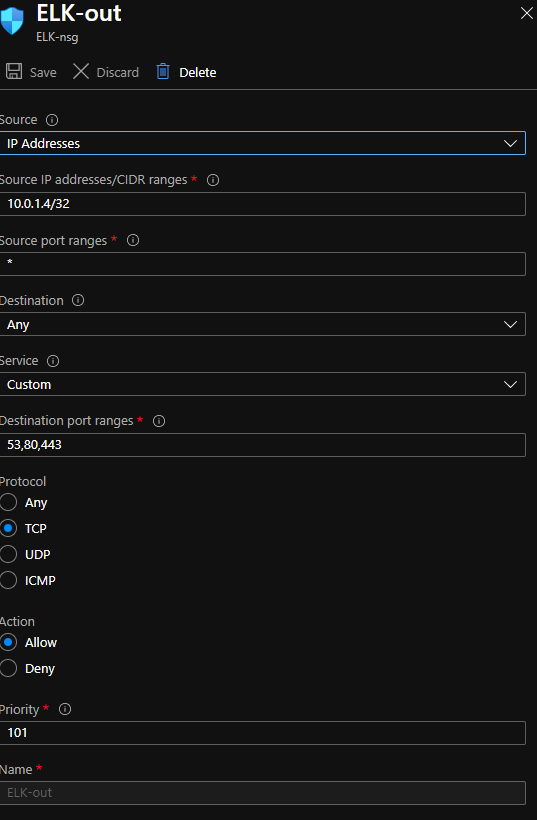 ELK-out
ELK-nsg
Save Discard Delete
Source
IP Addresses
Source IP addresses/CIDR ranges *
10.0.1.4/32
Source port ranges *
*
Destination
Any
Service
Custom
Destination port ranges *
53,80,443
Protocol
Any
TCP
UDP
ICMP
Action
Allow
Deny
Priority *
101
Name *
ELK-out